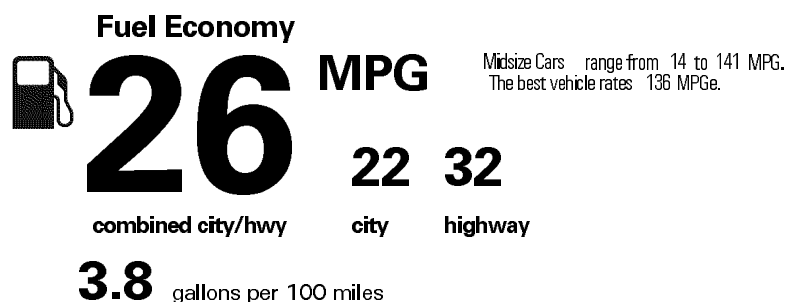 Fuel Economy
26 MPG
Midsize Cars range from 14 to 141 MPG.
The best vehicle rates 136 MPGe.
22 32
combined city/hwy city highway
3.8 gallons per 100 miles